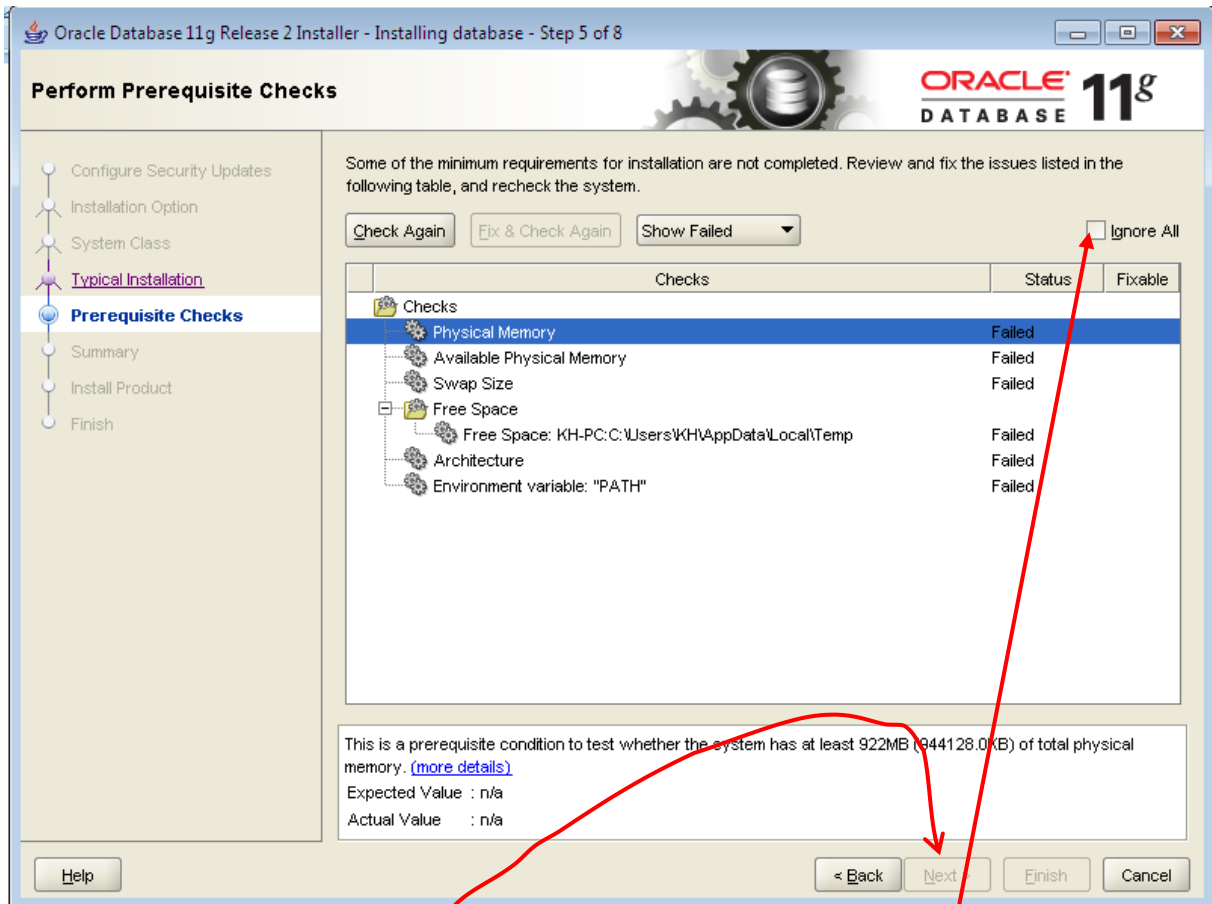 Oracle Database 11g Release 2 Installer - Installing database - Step 5 of 8
Perform Prerequisite Checks
ORACLE
DATABASE 11g
Configure Security Updates
Installation Option
System Class
Typical Installation
Prerequisite Checks
Summary
Install Product
Finish
Some of the minimum requirements for installation are not completed. Review and fix the issues listed in the
following table, and recheck the system.
Check Again Fix & Check Again Show Failed Ignore All
Checks Status Fixable
Checks
Physical Memory Failed
Available Physical Memory Failed
Swap Size Failed
Free Space
Free Space: KH-PC:C:\Users\KH\AppData\Local\Temp Failed
Architecture Failed
Environment variable: "PATH" Failed
This is a prerequisite condition to test whether the system has at least 922MB (944128.0KB) of total physical
memory. (more details)
Expected Value : n/a
Actual Value : n/a
Help < Back Next > Finish Cancel